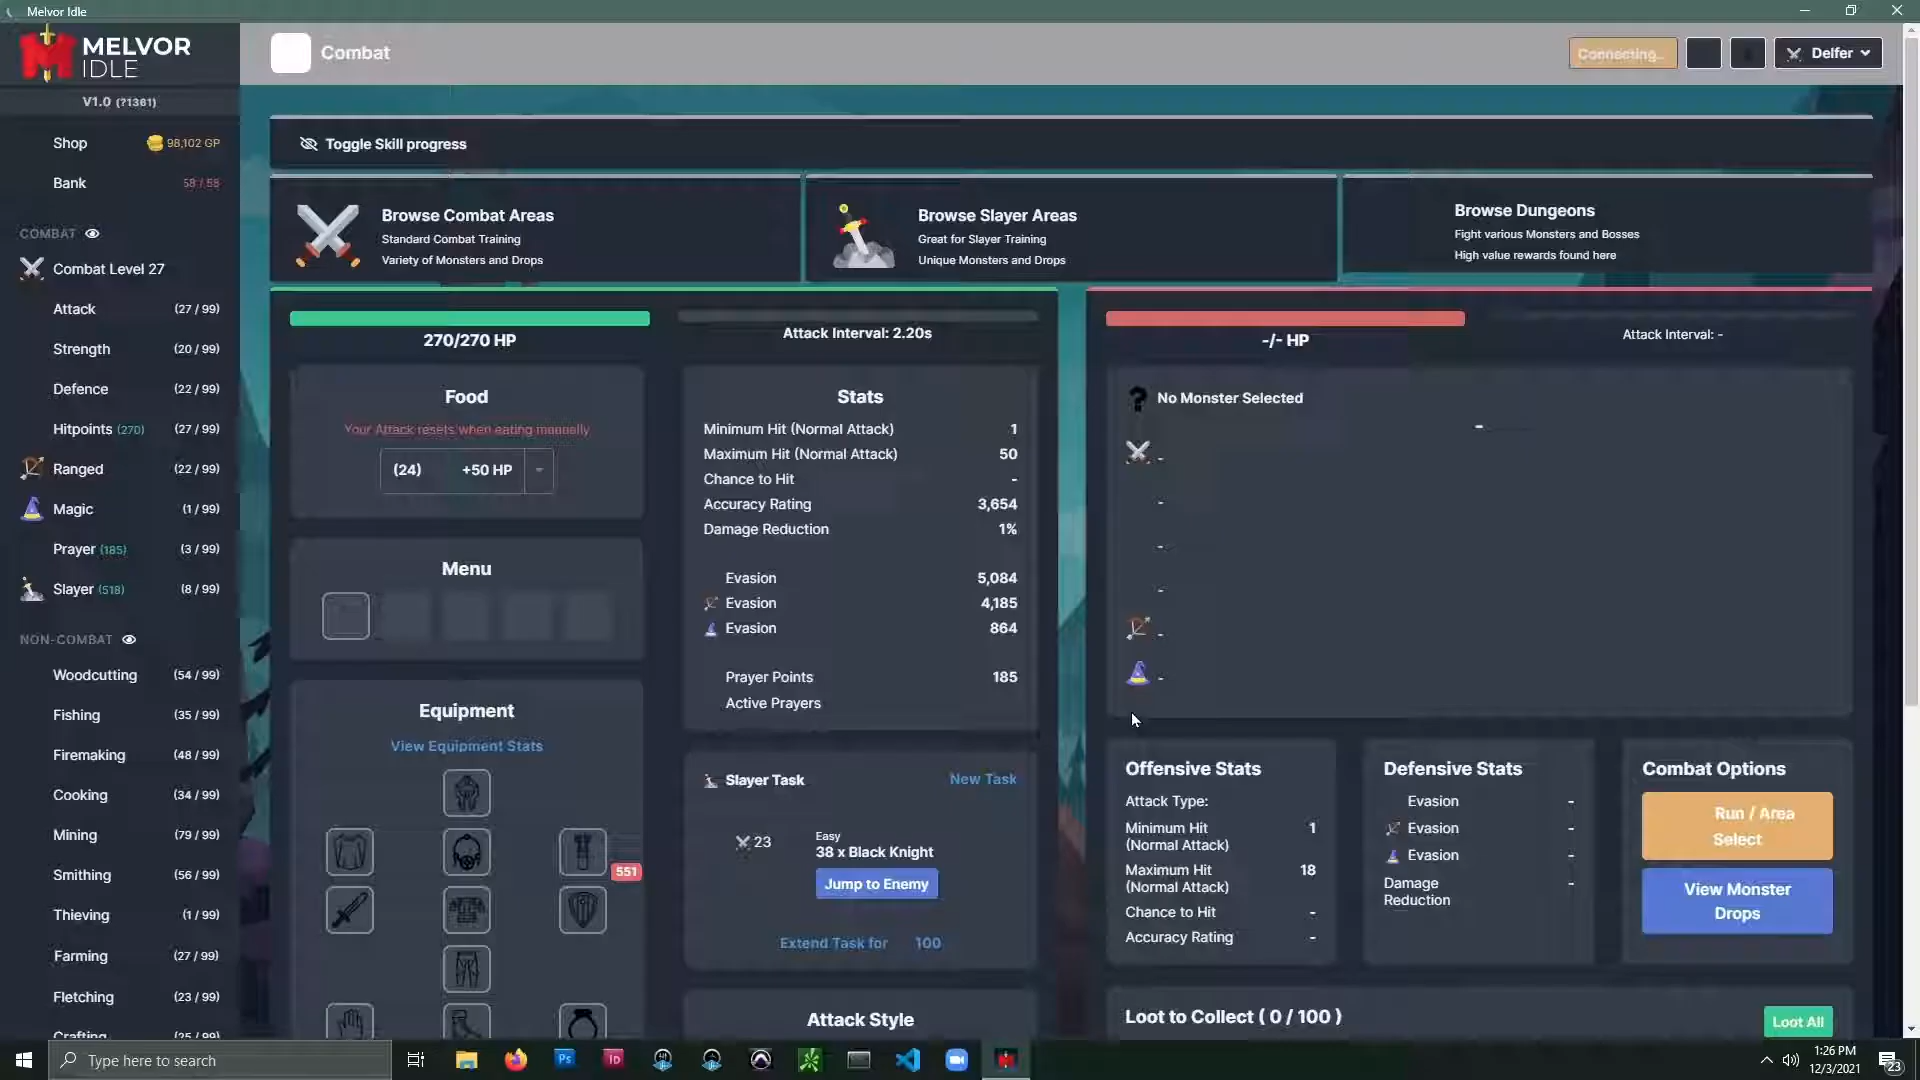 Melvor Idle
MELVOR
IDLE
V1.0 (?1361)
Shop 98,102 GP
Bank 58 / 58
COMBAT
Combat Level 27
Attack (27 / 99)
Strength (20 / 99)
Defence (22 / 99)
Hitpoints (270) (27 / 99)
Ranged (22 / 99)
Magic (1 / 99)
Prayer (185) (3 / 99)
Slayer (518) (8 / 99)
NON-COMBAT
Woodcutting (54 / 99)
Fishing (35 / 99)
Firemaking (48 / 99)
Cooking (34 / 99)
Mining (79 / 99)
Smithing (56 / 99)
Thieving (1 / 99)
Farming (27 / 99)
Fletching (23 / 99)
Crafting (25 / 99)
Combat
Connecting...
Delfer
Toggle Skill progress
Browse Combat Areas
Standard Combat Training
Variety of Monsters and Drops
Browse Slayer Areas
Great for Slayer Training
Unique Monsters and Drops
Browse Dungeons
Fight various Monsters and Bosses
High value rewards found here
270/270 HP
Attack Interval: 2.20s
Food
Your Attack resets when eating manually
(24) +50 HP
Menu
Equipment
View Equipment Stats
551
Stats
Minimum Hit (Normal Attack) 1
Maximum Hit (Normal Attack) 50
Chance to Hit -
Accuracy Rating 3,654
Damage Reduction 1%
Evasion 5,084
Evasion 4,185
Evasion 864
Prayer Points 185
Active Prayers
Slayer Task New Task
23
Easy
38 x Black Knight
Jump to Enemy
Extend Task for 100
Attack Style
-/- HP
Attack Interval: -
No Monster Selected
-
-
-
-
-
-
-
Offensive Stats
Attack Type:
Minimum Hit
(Normal Attack) 1
Maximum Hit
(Normal Attack) 18
Chance to Hit -
Accuracy Rating -
Defensive Stats
Evasion -
Evasion -
Evasion -
Damage
Reduction -
Combat Options
Run / Area
Select
View Monster
Drops
Loot to Collect ( 0 / 100 )
Loot All
Type here to search
Ps
ID
1:26 PM
12/3/2021
23